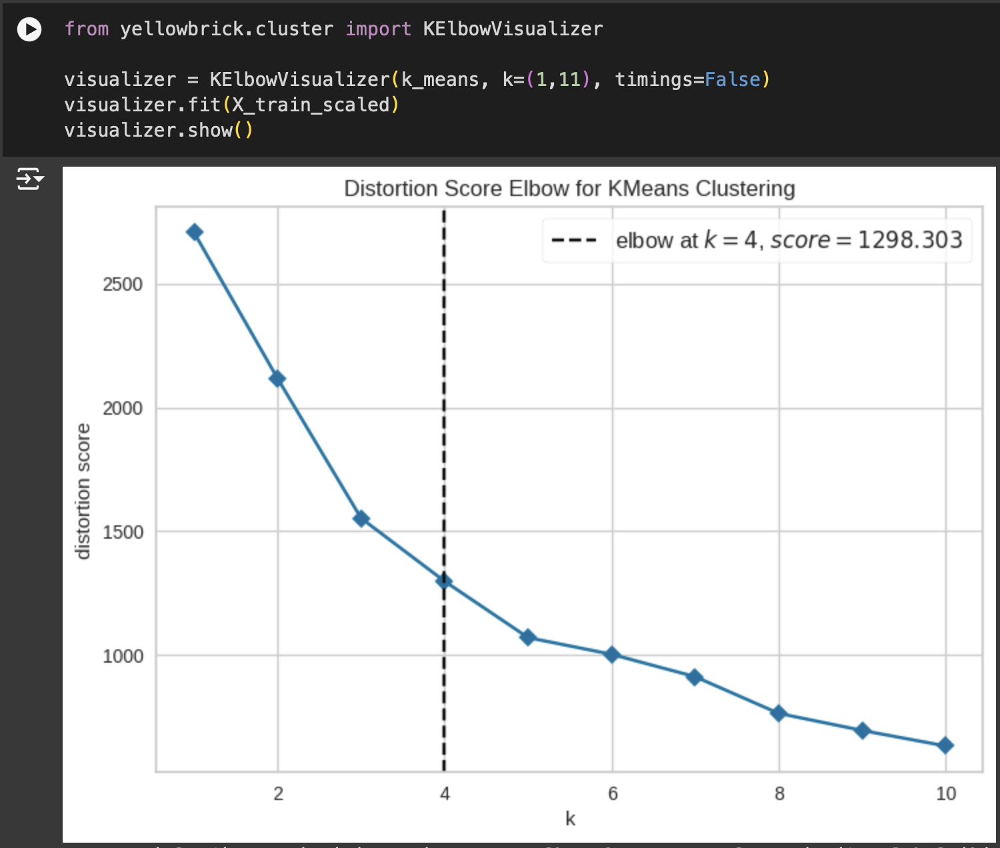 from yellowbrick.cluster import KElbowVisualizer
visualizer = KElbowVisualizer(k_means, k=(1,11), timings=False)
visualizer.fit(X_train_scaled)
visualizer.show()
Distortion Score Elbow for KMeans Clustering
elbow at k = 4, score = 1298.303
2500
2000
1500
1000
distortion score
2 4 6 8 10
k